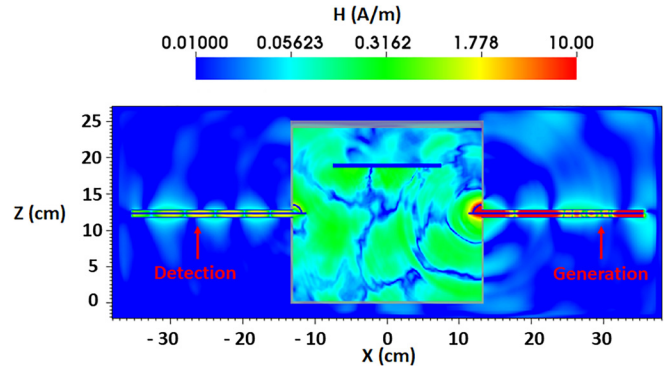 H (A/m)
0.01000 0.05623 0.3162 1.778 10.00
25
20
15
Z (cm)
10
Detection Generation
5
0
- 30 - 20 - 10 0 10 20 30
X (cm)